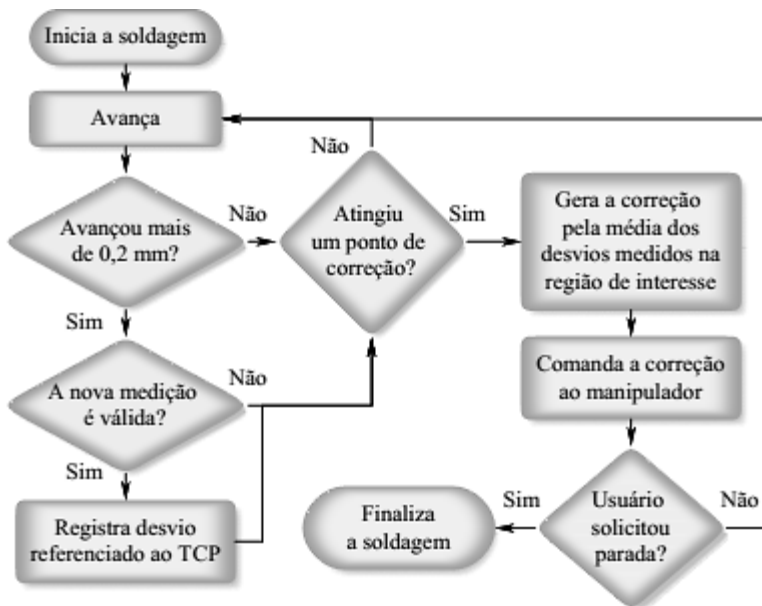 Inicia a soldagem
Avança
Avançou mais
de 0,2 mm?
Não
Sim
A nova medição
é válida?
Não
Sim
Registra desvio
referenciado ao TCP
Não
Atingiu
um ponto de
correção?
Sim
Gera a correção
pela média dos
desvios medidos na
região de interesse
Comanda a correção
ao manipulador
Usuário
solicitou
parada?
Não
Sim
Finaliza
a soldagem